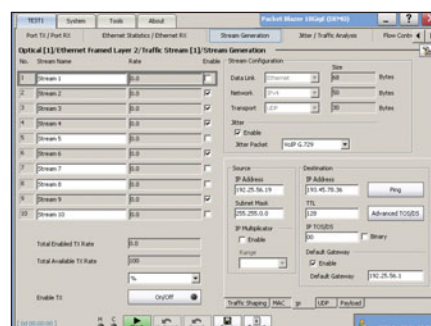 TEST1 System Tools About Packet Blazer 10Gigt (DEMO)
Port TX / Port RX Ethernet Statistics / Ethernet RX Stream Generation Jitter / Traffic Analysis Flow Contr
Optical [1]/Ethernet Framed Layer 2/Traffic Stream [1]/Stream Generation
No. Stream Name Rate Enable
1 Stream 1 0.0
2 Stream 2 0.0
3 Stream 3 0.0
4 Stream 4 0.0
5 Stream 5 0.0
6 Stream 6 0.0
7 Stream 7 0.0
8 Stream 8 0.0
9 Stream 9 0.0
10 Stream 10 0.0
Total Enabled TX Rate 0.0
Total Available TX Rate 100
%
Enable TX On/Off
Stream Configuration
Size
Data Link Ethernet 60 Bytes
Network IPv4 50 Bytes
Transport UDP 30 Bytes
Jitter
Enable
Jitter Packet VoIP G.729
Source
IP Address
192.25.56.19
Subnet Mask
255.255.0.0
IP Multiplicator
Enable
Range
Destination
IP Address
193.45.78.36 Ping
TTL
128 Advanced TOS/DS
IP TOS/DS
00 Binary
Default Gateway
Enable
Default Gateway 192.25.56.1
Traffic Shaping MAC IP UDP Payload
H C